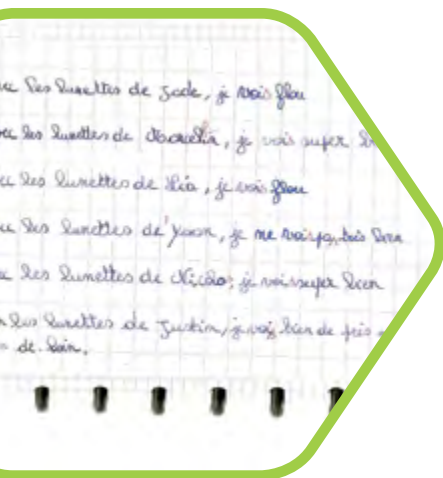 les lunettes de Jade, je vois flou
les lunettes de je vois super
les lunettes de Léa, je vois flou
les lunettes de Yoan, je ne vois pas très bien
les lunettes de Nicolas, je vois super bien
les lunettes de Justin, je vois bien de près
de loin.